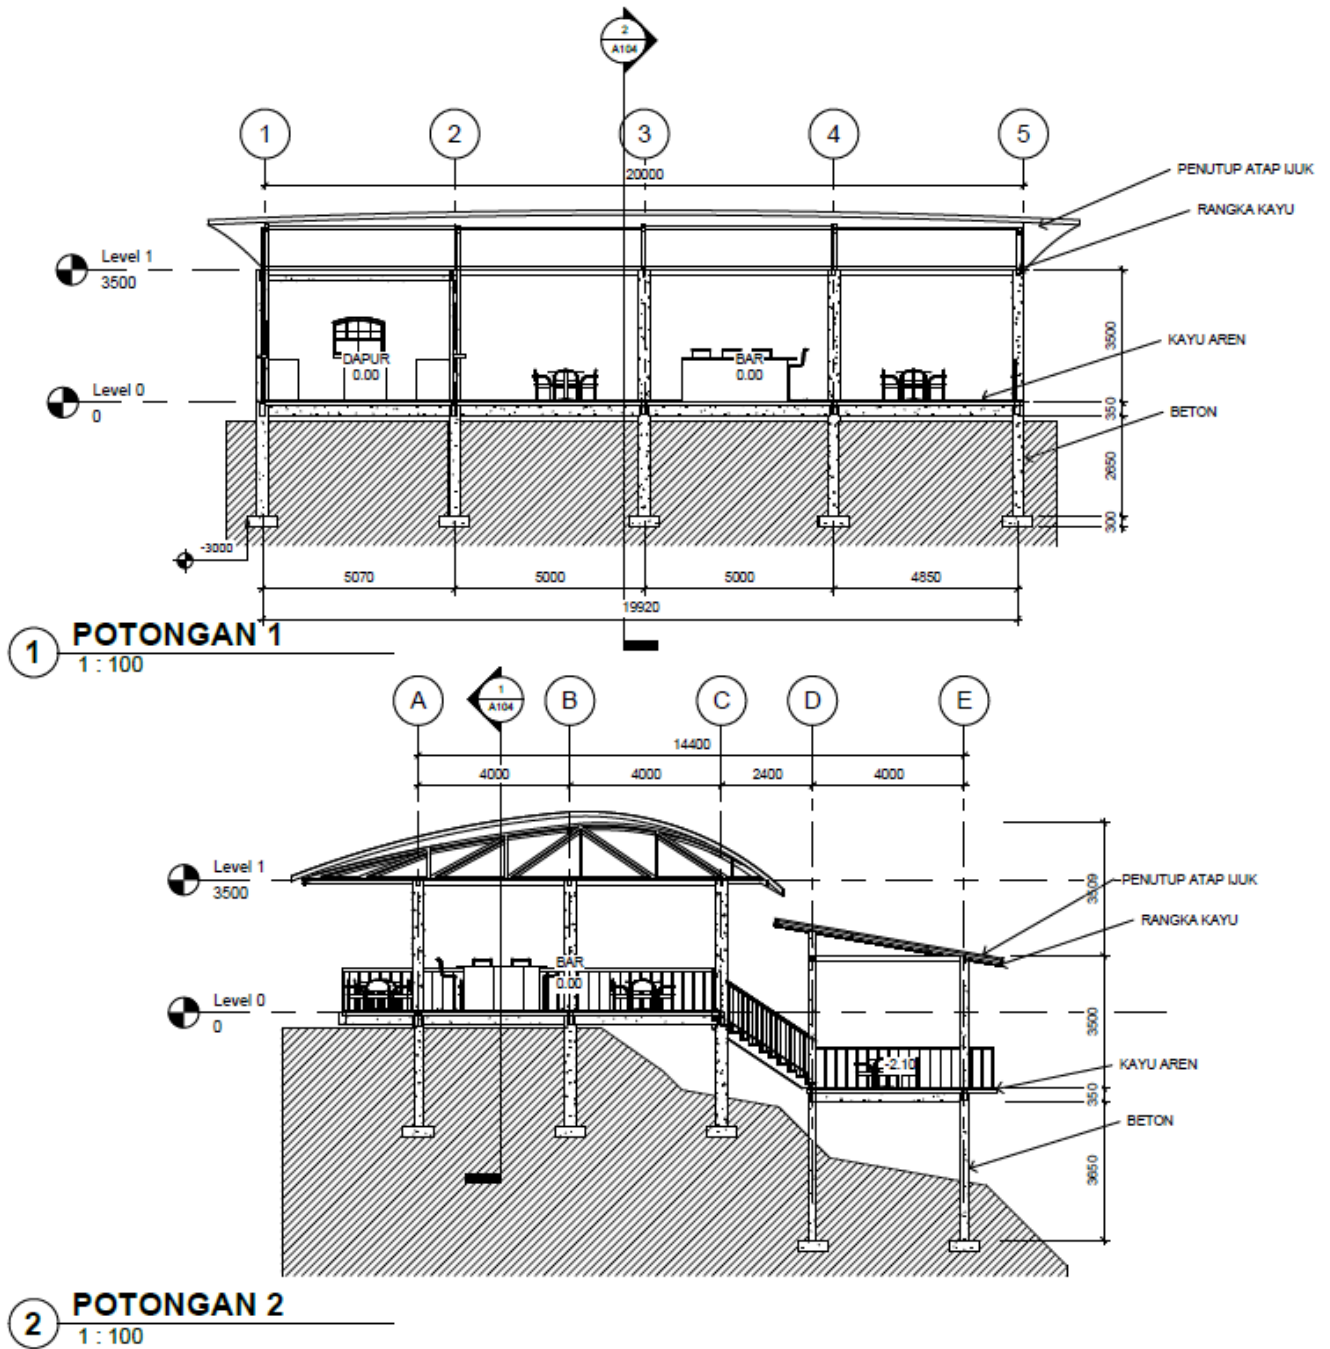 2
A104
1
2
3
4
5
20000
PENUTUP ATAP IJUK
RANGKA KAYU
Level 1
3500
KAYU AREN
3500
DAPUR
0.00
BAR
0.00
Level 0
0
350
BETON
2650
300
-3000
5070
5000
5000
4850
19920
1
POTONGAN 1
1 : 100
A
1
A104
B
C
D
E
14400
4000
4000
2400
4000
Level 1
3500
3509
PENUTUP ATAP IJUK
RANGKA KAYU
BAR
0.00
Level 0
0
3500
-2.10
KAYU AREN
350
BETON
3650
2
POTONGAN 2
1 : 100